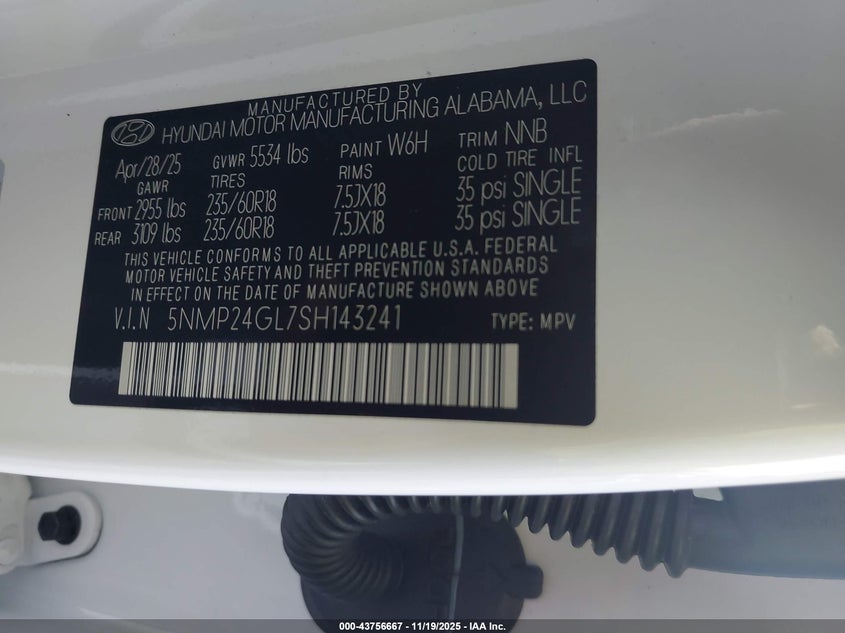 MANUFACTURED BY
HYUNDAI MOTOR MANUFACTURING ALABAMA, LLC
Apr/28/25 GVWR 5534 lbs PAINT W6H TRIM NNB
GAWR TIRES RIMS COLD TIRE INFL
FRONT 2955 lbs 235/60R18 7.5JX18 35 psi SINGLE
REAR 3109 lbs 235/60R18 7.5JX18 35 psi SINGLE
THIS VEHICLE CONFORMS TO ALL APPLICABLE U.S.A. FEDERAL
MOTOR VEHICLE SAFETY AND THEFT PREVENTION STANDARDS
IN EFFECT ON THE DATE OF MANUFACTURE SHOWN ABOVE
V.I.N 5NMP24GL7SH143241 TYPE: MPV
000-43756667 - 11/19/2025 - IAA Inc.